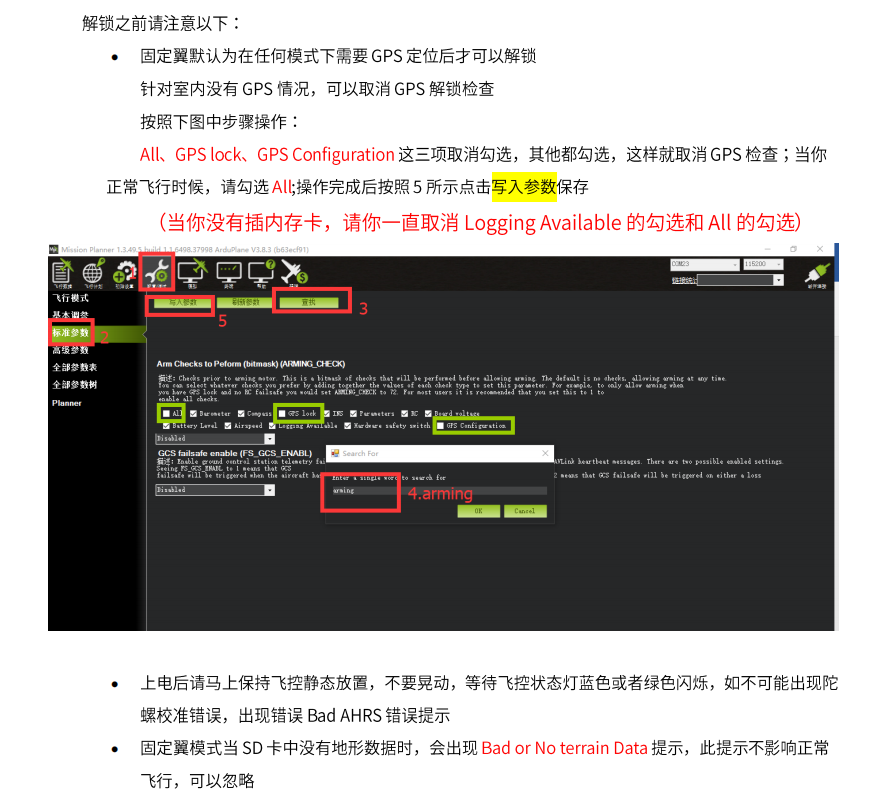 解锁之前请注意以下：
● 固定翼默认为在任何模式下需要 GPS 定位后才可以解锁
针对室内没有 GPS 情况，可以取消 GPS 解锁检查
按照下图中步骤操作：
All、GPS lock、GPS Configuration 这三项取消勾选，其他都勾选，这样就取消 GPS 检查；当你
正常飞行时候，请勾选 All;操作完成后按照 5 所示点击写入参数保存
（当你没有插内存卡，请你一直取消 Logging Available 的勾选和 All 的勾选）
Mission Planner 1.3.49.5 build 1.1.6498.37998 ArduPlane V3.8.3 (b63ecf91)
COM23 115200
飞行数据 飞行计划 初始设置 配置/调试 模拟 终端 帮助
链接统计
飞行模式
基本调参
标准参数
高级参数
全部参数表
全部参数树
Planner
写入参数 刷新参数 查找
2 5 3
Arm Checks to Peform (bitmask) (ARMING_CHECK)
描述: Checks prior to arming motor. This is a bitmask of checks that will be performed before allowing arming. The default is no checks, allowing arming at any time.
You can select whatever checks you prefer by adding together the values of each check type to set this parameter. For example, to only allow arming when
you have GPS lock and no RC failsafe you would set ARMING_CHECK to 72. For most users it is recommended that you set this to 1 to
enable all checks.
All Barometer Compass GPS lock INS Parameters RC Board voltage
Battery Level Airspeed Logging Available Hardware safety switch GPS Configuration
Disabled
GCS failsafe enable (FS_GCS_ENABL)
描述: Enable ground control station telemetry fai
AVLink heartbeat messages. There are two possible enabled settings.
Seeing FS_GCS_ENABL to 1 means that GCS
failsafe will be triggered when the aircraft ha
2 means that GCS failsafe will be triggered on either a loss
Disabled
Search For
Enter a single word to search for
arming
4.arming
OK Cancel
● 上电后请马上保持飞控静态放置，不要晃动，等待飞控状态灯蓝色或者绿色闪烁，如不可能出现陀
螺校准错误，出现错误 Bad AHRS 错误提示
● 固定翼模式当 SD 卡中没有地形数据时，会出现 Bad or No terrain Data 提示，此提示不影响正常
飞行，可以忽略